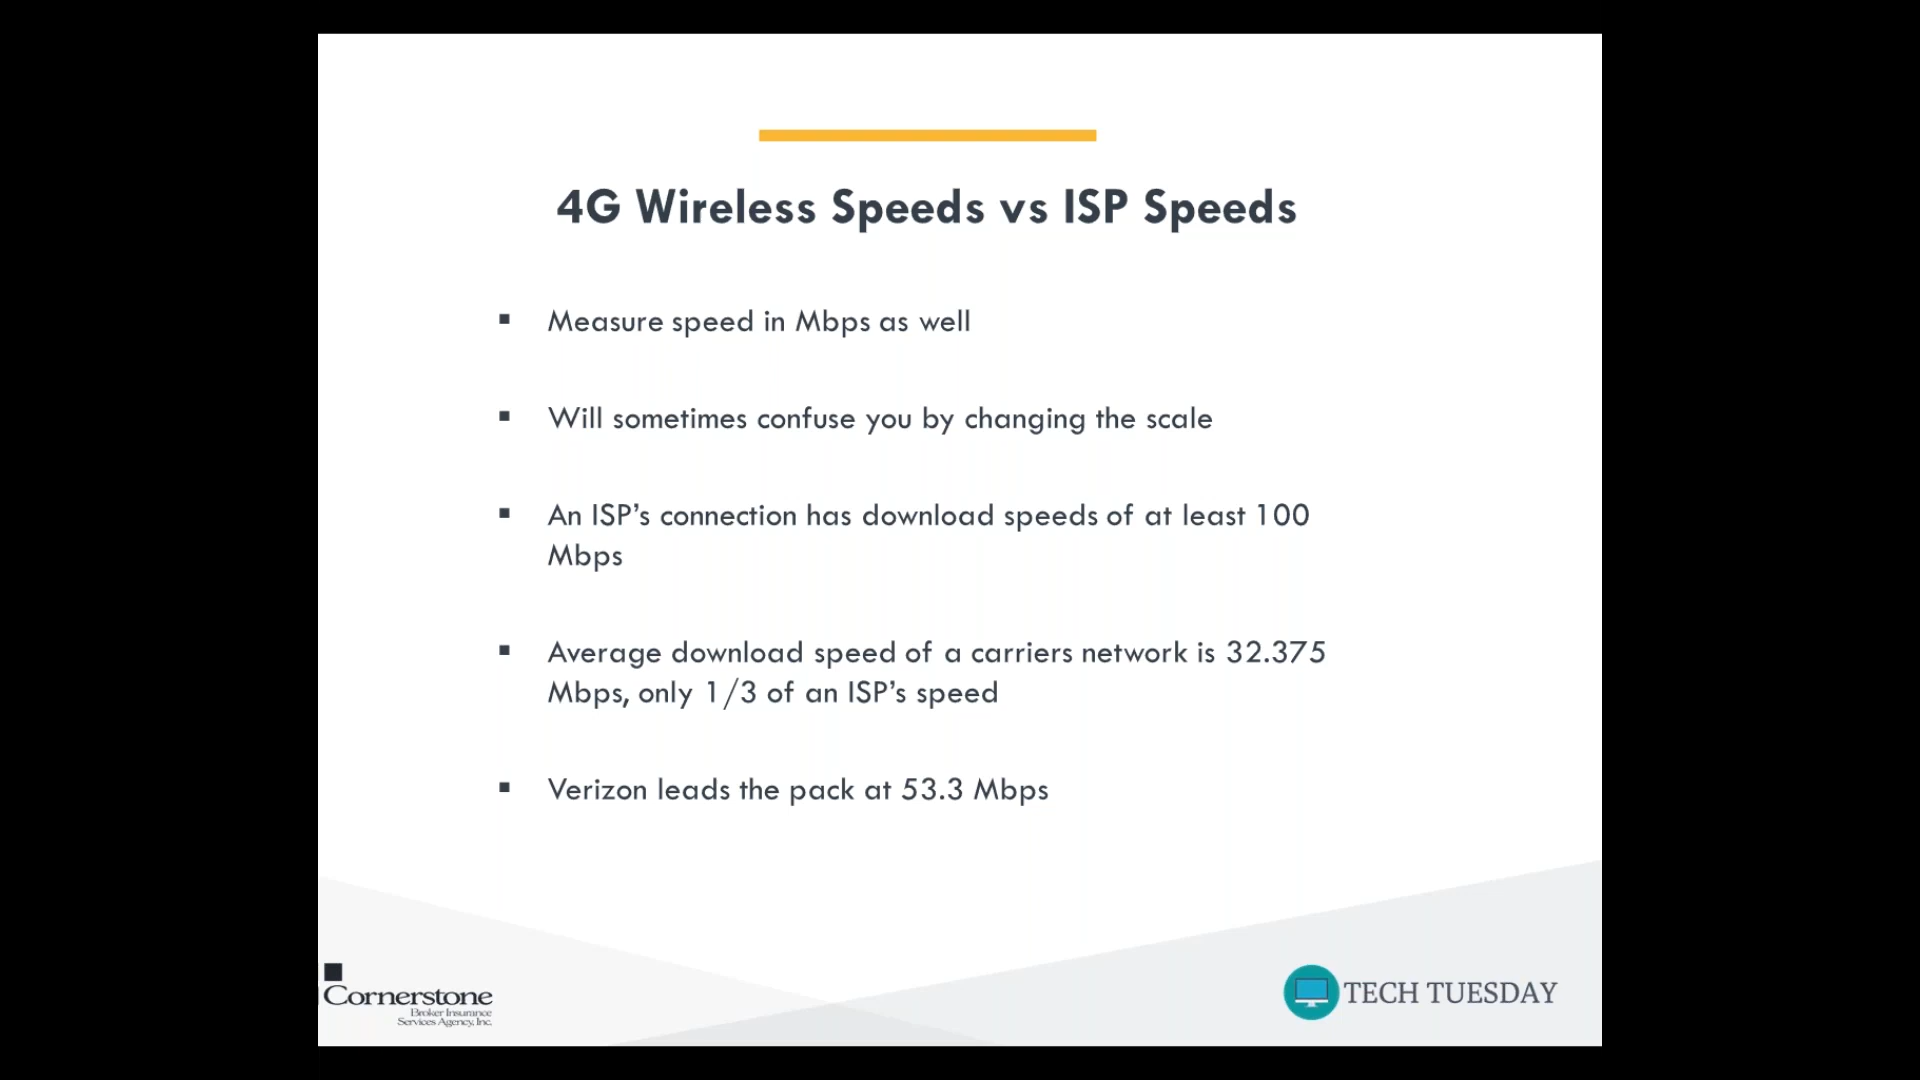 4G Wireless Speeds vs ISP Speeds
▪ Measure speed in Mbps as well
▪ Will sometimes confuse you by changing the scale
▪ An ISP’s connection has download speeds of at least 100
Mbps
▪ Average download speed of a carriers network is 32.375
Mbps, only 1/3 of an ISP’s speed
▪ Verizon leads the pack at 53.3 Mbps
Cornerstone
Broker Insurance
Services Agency, Inc.
TECH TUESDAY